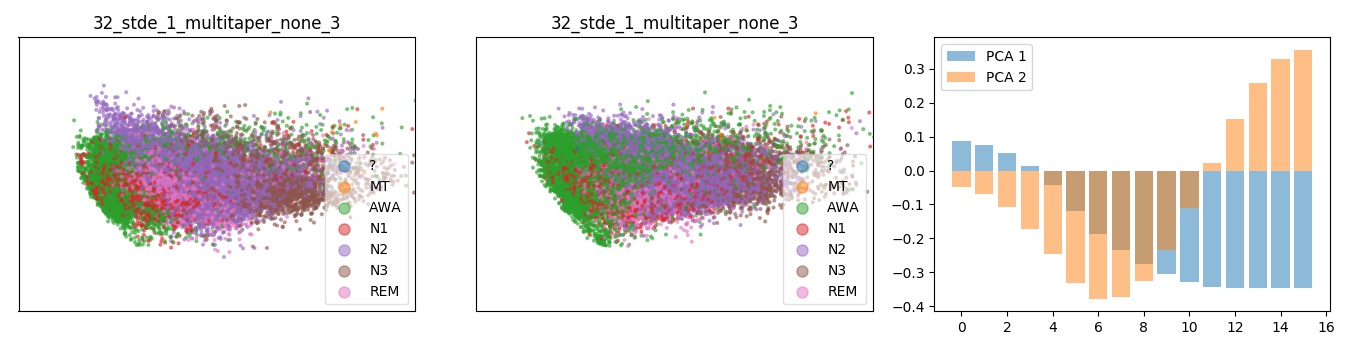 32_stde_1_multitaper_none_3
?
MT
AWA
N1
N2
N3
REM
32_stde_1_multitaper_none_3
?
MT
AWA
N1
N2
N3
REM
PCA 1
PCA 2
0.3
0.2
0.1
0.0
−0.1
−0.2
−0.3
−0.4
0 2 4 6 8 10 12 14 16